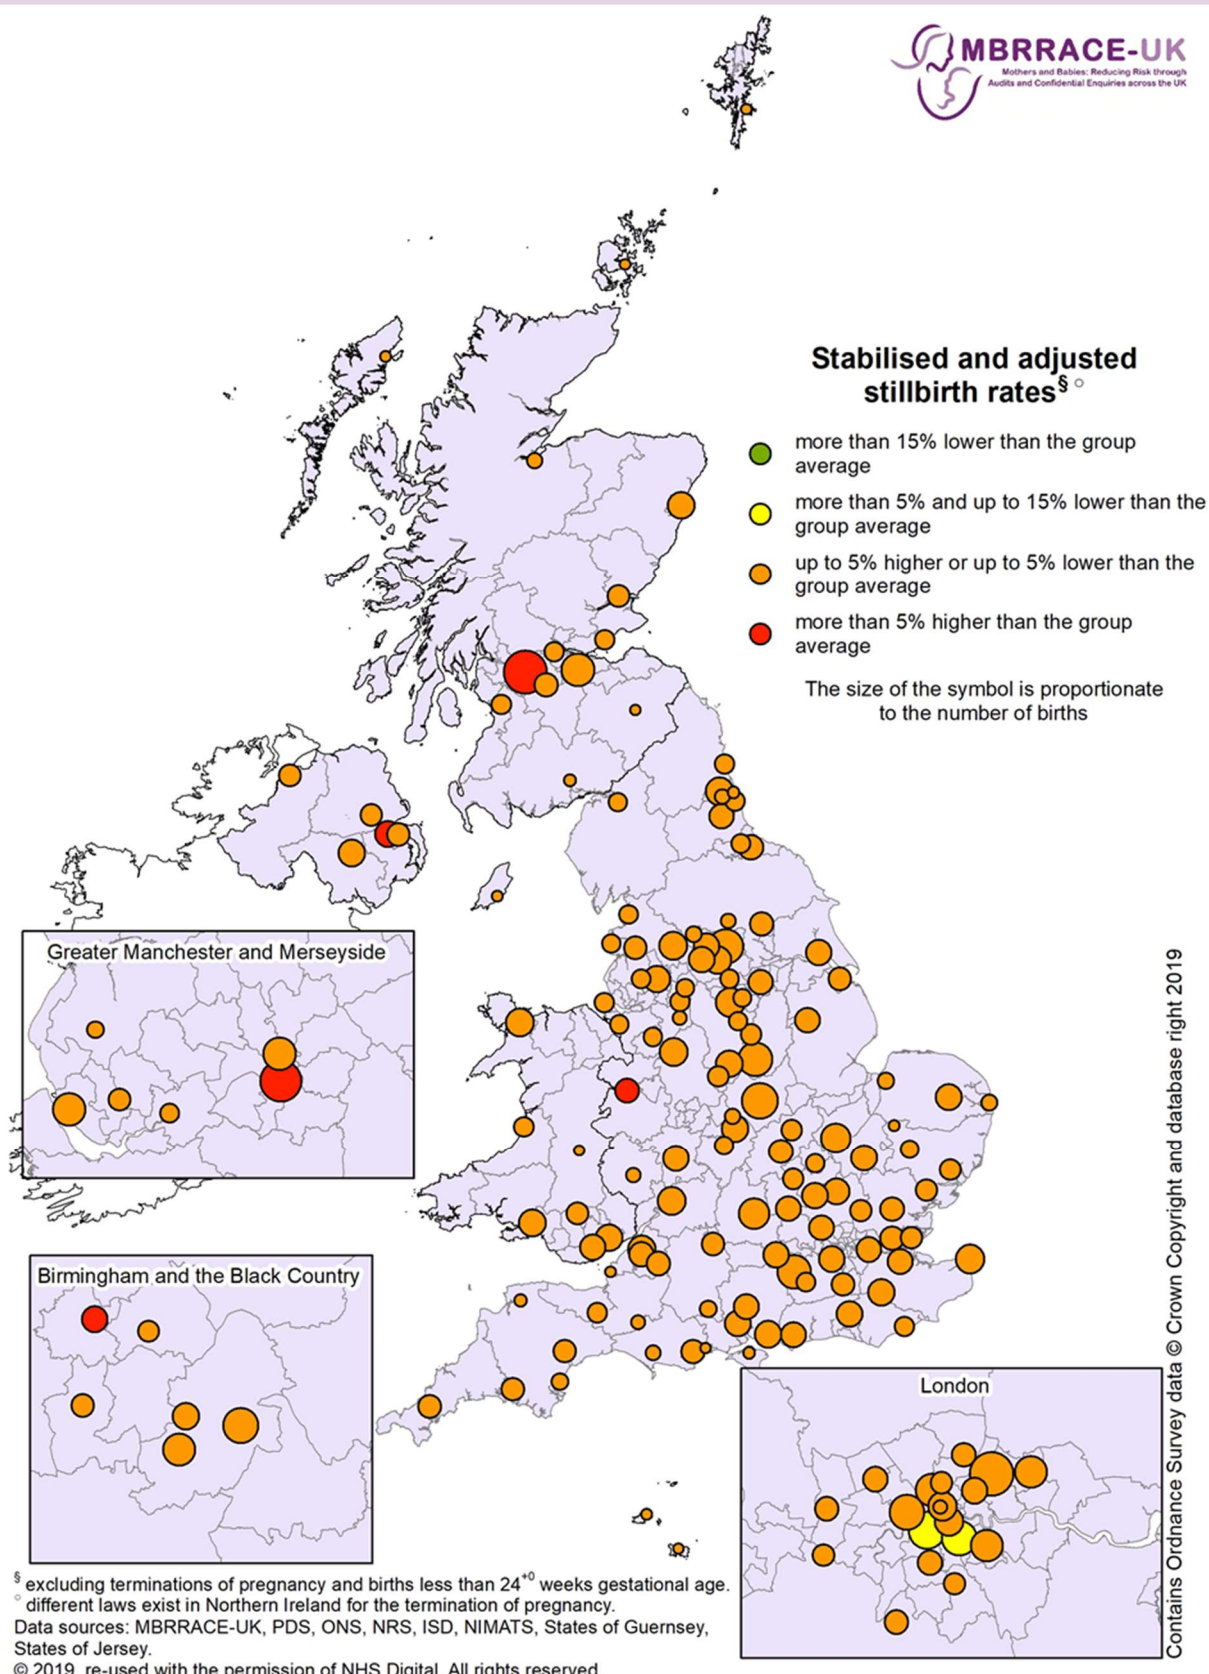 MBRRACE-UK
Mothers and Babies: Reducing Risk through
Audits and Confidential Enquiries across the UK
Stabilised and adjusted
stillbirth rates§ ○
more than 15% lower than the group
average
more than 5% and up to 15% lower than the
group average
up to 5% higher or up to 5% lower than the
group average
more than 5% higher than the group
average
The size of the symbol is proportionate
to the number of births
Greater Manchester and Merseyside
Birmingham and the Black Country
London
Contains Ordnance Survey data © Crown Copyright and database right 2019
§ excluding terminations of pregnancy and births less than 24+0 weeks gestational age.
○ different laws exist in Northern Ireland for the termination of pregnancy.
Data sources: MBRRACE-UK, PDS, ONS, NRS, ISD, NIMATS, States of Guernsey,
States of Jersey.
© 2019, re-used with the permission of NHS Digital. All rights reserved.